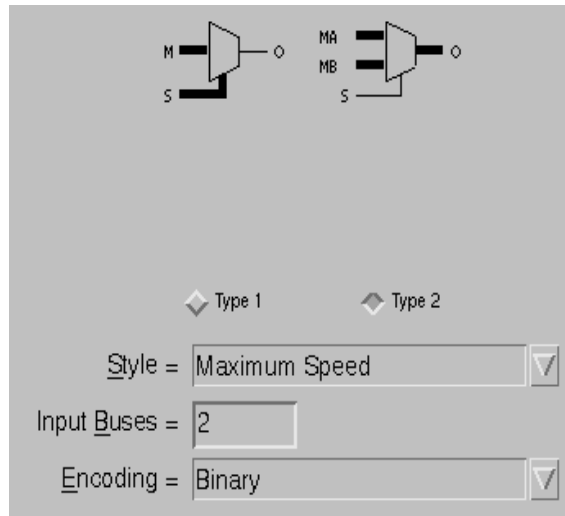 M O MA O
MB
S S
Type 1 Type 2
Style = Maximum Speed
Input Buses = 2
Encoding = Binary